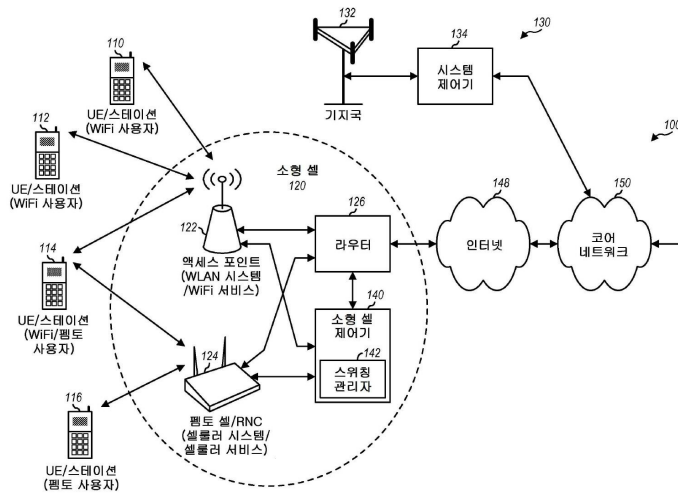 132
130
134
시스템
제어기
기지국
100
110
UE/스테이션
(WiFi 사용자)
112
UE/스테이션
(WiFi 사용자)
114
UE/스테이션
(WiFi/펨토
사용자)
116
UE/스테이션
(펨토 사용자)
소형 셀
120
122
액세스 포인트
(WLAN 시스템
/WiFi 서비스)
124
펨토 셀/RNC
(셀룰러 시스템/
셀룰러 서비스)
126
라우터
140
소형 셀
제어기
142
스위칭
관리자
148
인터넷
150
코어
네트워크